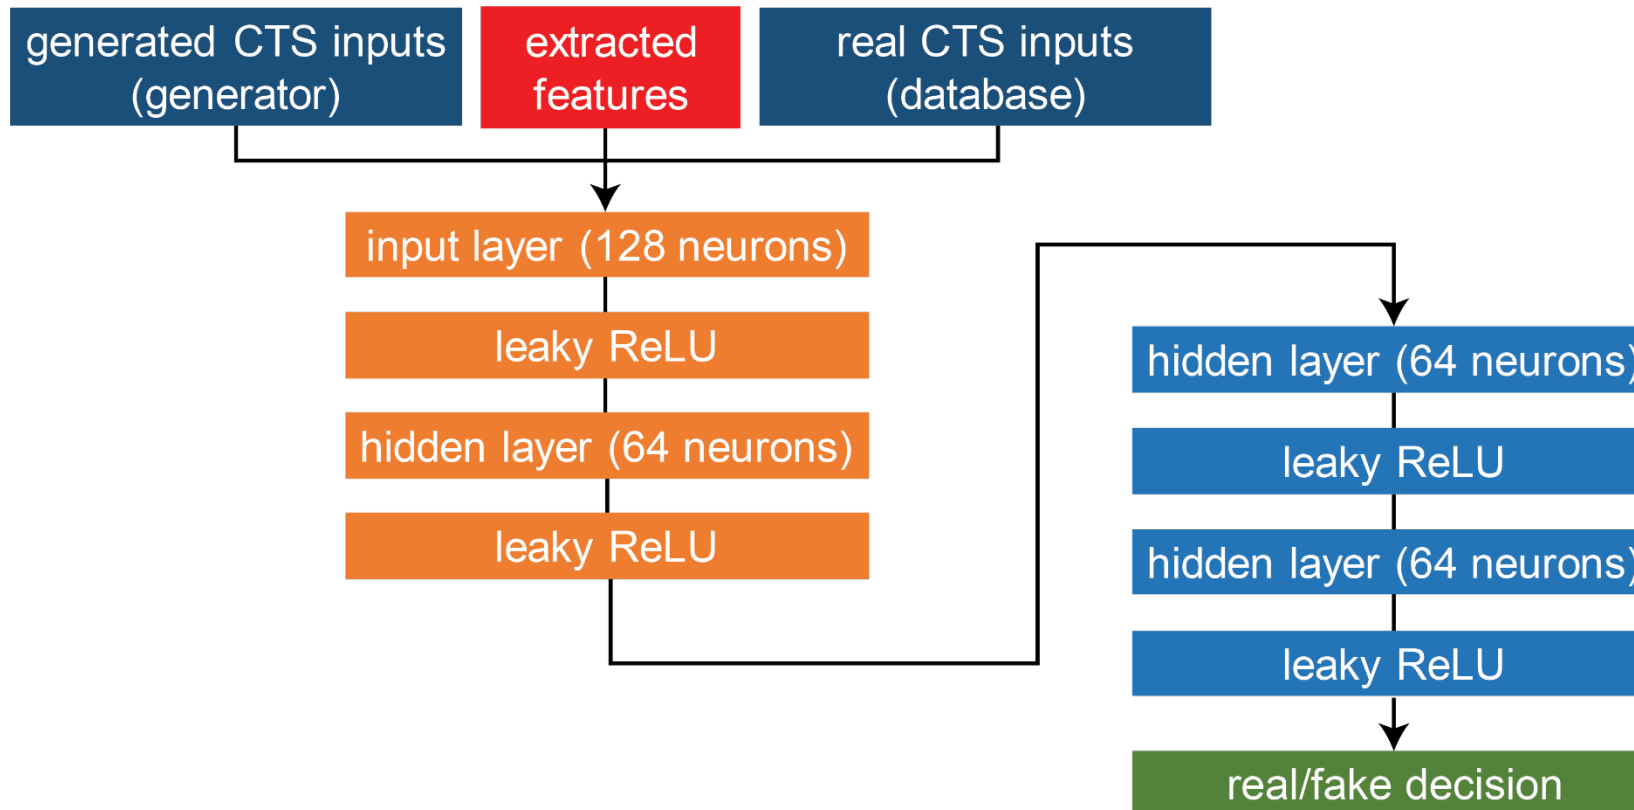 generated CTS inputs
(generator)
extracted
features
real CTS inputs
(database)
input layer (128 neurons)
leaky ReLU
hidden layer (64 neurons)
leaky ReLU
hidden layer (64 neurons)
leaky ReLU
hidden layer (64 neurons)
leaky ReLU
real/fake decision